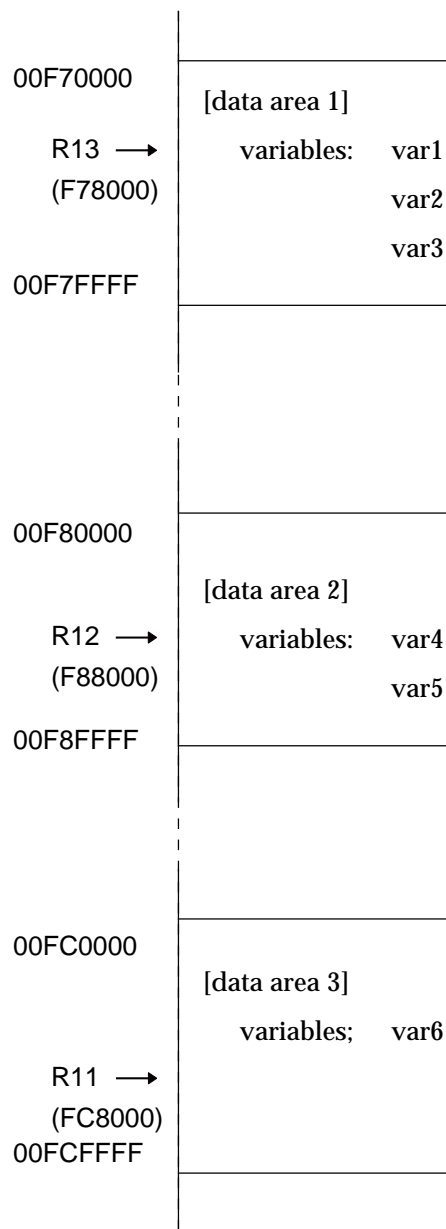 00F70000
[data area 1]
R13 variables: var1
(F78000) var2
var3
00F7FFFF
00F80000
[data area 2]
R12 variables: var4
(F88000) var5
00F8FFFF
00FC0000
[data area 3]
variables; var6
R11
(FC8000)
00FCFFFF